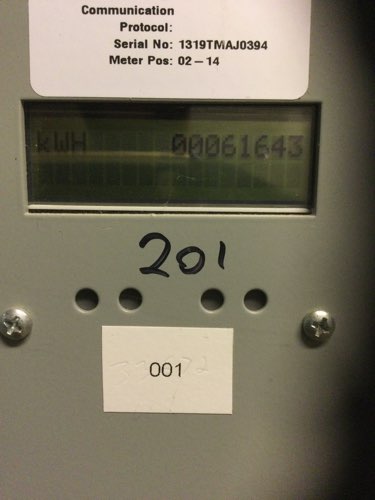 Communication
Protocol:
Serial No: 1319TMAJ0394
Meter Pos: 02-14
kWH 00061643
201
001